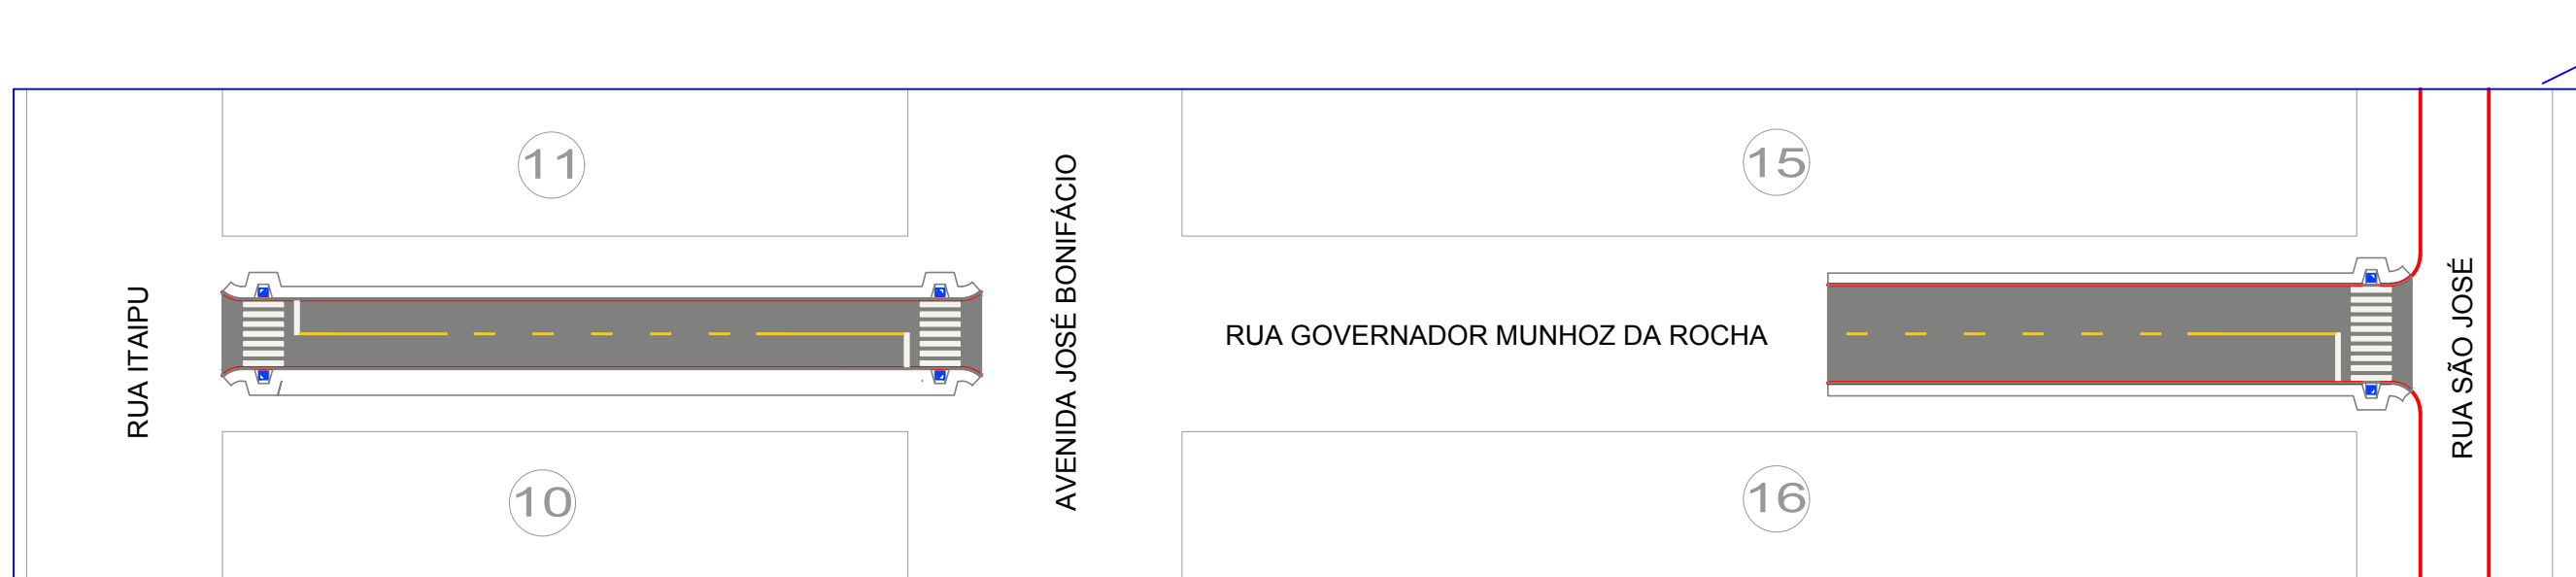 11
15
RUA ITAIPU
AVENIDA JOSÉ BONIFÁCIO
RUA GOVERNADOR MUNHOZ DA ROCHA
RUA SÃO JOSÉ
10
16